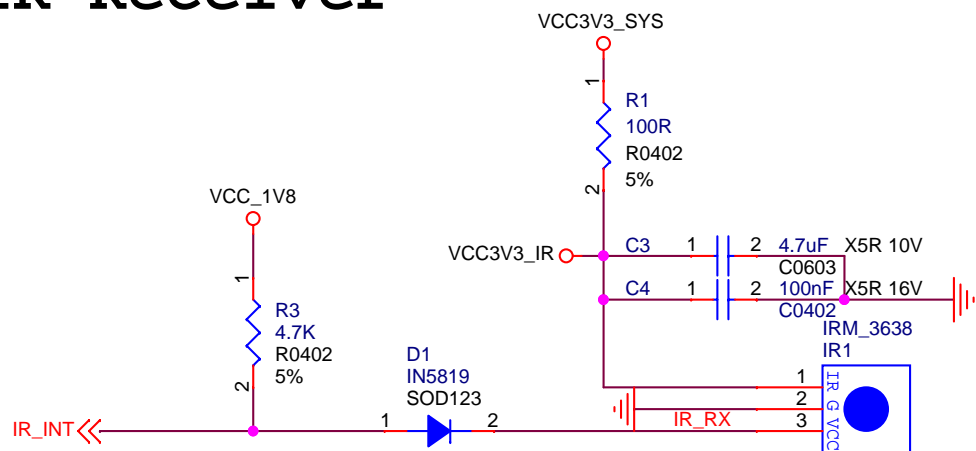 IR Receiver
VCC3V3_SYS
1
R1
100R
R0402
5%
2
VCC_1V8
VCC3V3_IR
C3 1 2 4.7uF X5R 10V
C0603
C4 1 2 100nF X5R 16V
C0402
1
R3
4.7K
R0402
5%
2
IRM_3638
IR1
D1
IN5819
SOD123
1 IR
2 G
IR_RX 3 VCC
IR_INT 1 2